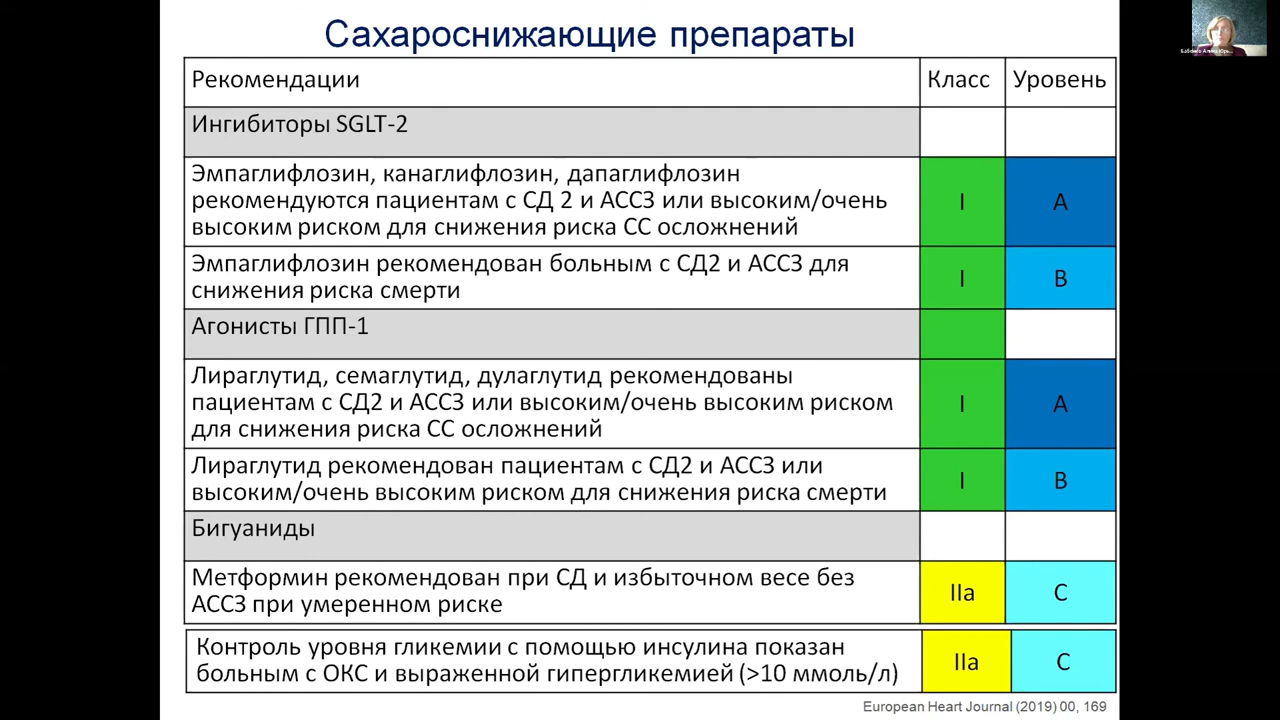 Сахароснижающие препараты
Рекомендации Класс Уровень
Ингибиторы SGLT-2
Эмпаглифлозин, канаглифлозин, дапаглифлозин
рекомендуются пациентам с СД 2 и АССЗ или высоким/очень
высоким риском для снижения риска СС осложнений
I A
Эмпаглифлозин рекомендован больным с СД2 и АССЗ для
снижения риска смерти
I B
Агонисты ГПП-1
Лираглутид, семаглутид, дулаглутид рекомендованы
пациентам с СД2 и АССЗ или высоким/очень высоким риском
для снижения риска СС осложнений
I A
Лираглутид рекомендован пациентам с СД2 и АССЗ или
высоким/очень высоким риском для снижения риска смерти
I B
Бигуаниды
Метформин рекомендован при СД и избыточном весе без
АССЗ при умеренном риске
IIa C
Контроль уровня гликемии с помощью инсулина показан
больным с ОКС и выраженной гипергликемией (>10 ммоль/л)
IIa C
European Heart Journal (2019) 00, 169